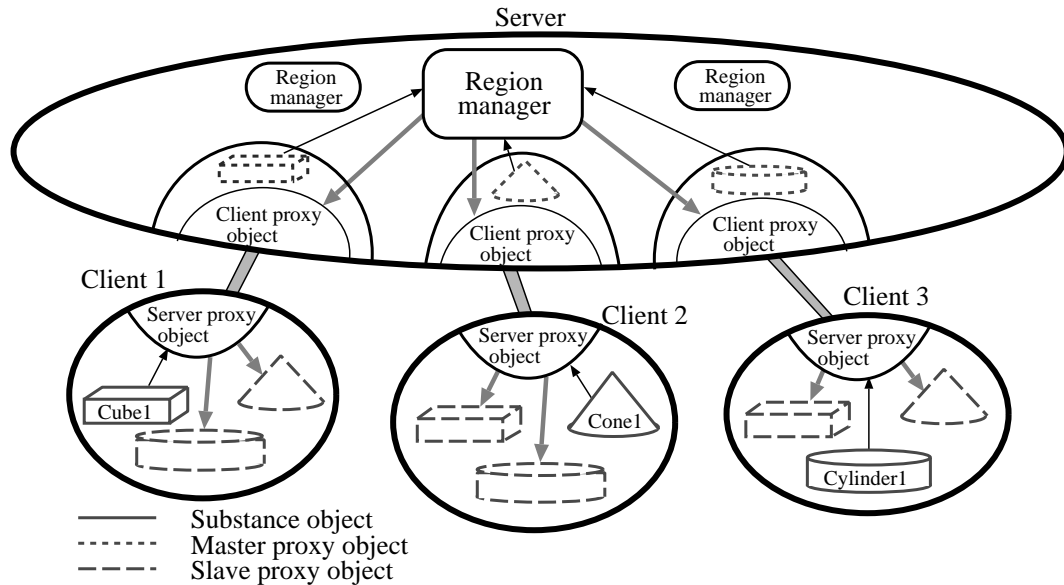 Server
Region
manager
Region
manager
Region
manager
Client proxy
object
Client proxy
object
Client proxy
object
Client 1
Client 2
Client 3
Server proxy
object
Server proxy
object
Server proxy
object
Cube1
Cone1
Cylinder1
Substance object
Master proxy object
Slave proxy object